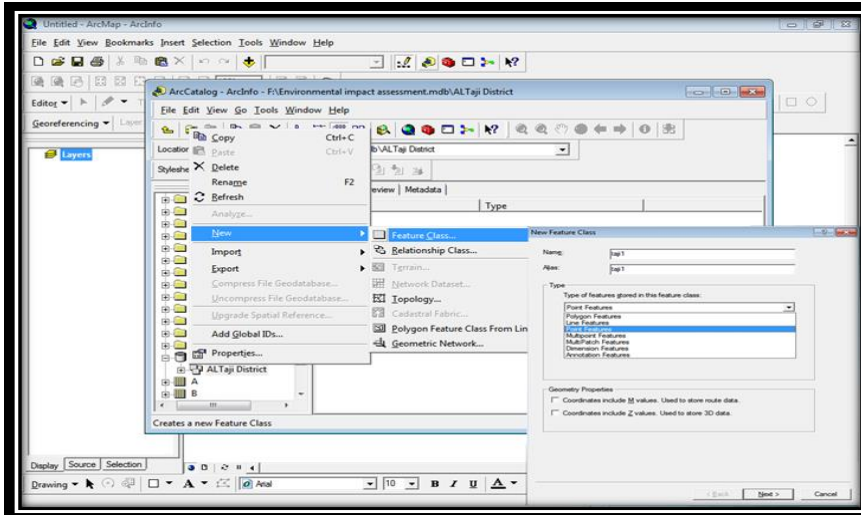 Untitled - ArcMap - ArcInfo
File Edit View Bookmarks Insert Selection Tools Window Help
Editor
Georeferencing
Layer
Layers
ArcCatalog - ArcInfo - F:\Environmental impact assessment.mdb\ALTaji District
File Edit View Go Tools Window Help
Location
b\ALTaji District
Styleshe
review Metadata
Type
Copy Ctrl+C
Paste Ctrl+V
Delete
Rename F2
Refresh
Analyze...
New
Import
Export
Compress File Geodatabase...
Uncompress File Geodatabase...
Upgrade Spatial Reference...
Add Global IDs...
Properties...
Feature Class...
Relationship Class...
Terrain...
Network Dataset...
Topology...
Cadastral Fabric...
Polygon Feature Class From Lin
Geometric Network...
ALTaji District
A
B
Creates a new Feature Class
New Feature Class
Name: taji1
Alias: taji1
Type
Type of features stored in this feature class:
Point Features
Polygon Features
Line Features
Point Features
Multipoint Features
MultiPatch Features
Dimension Features
Annotation Features
Geometry Properties
Coordinates include M values. Used to store route data.
Coordinates include Z values. Used to store 3D data.
< Back Next > Cancel
Display Source Selection
Drawing A Arial 10 B I U A